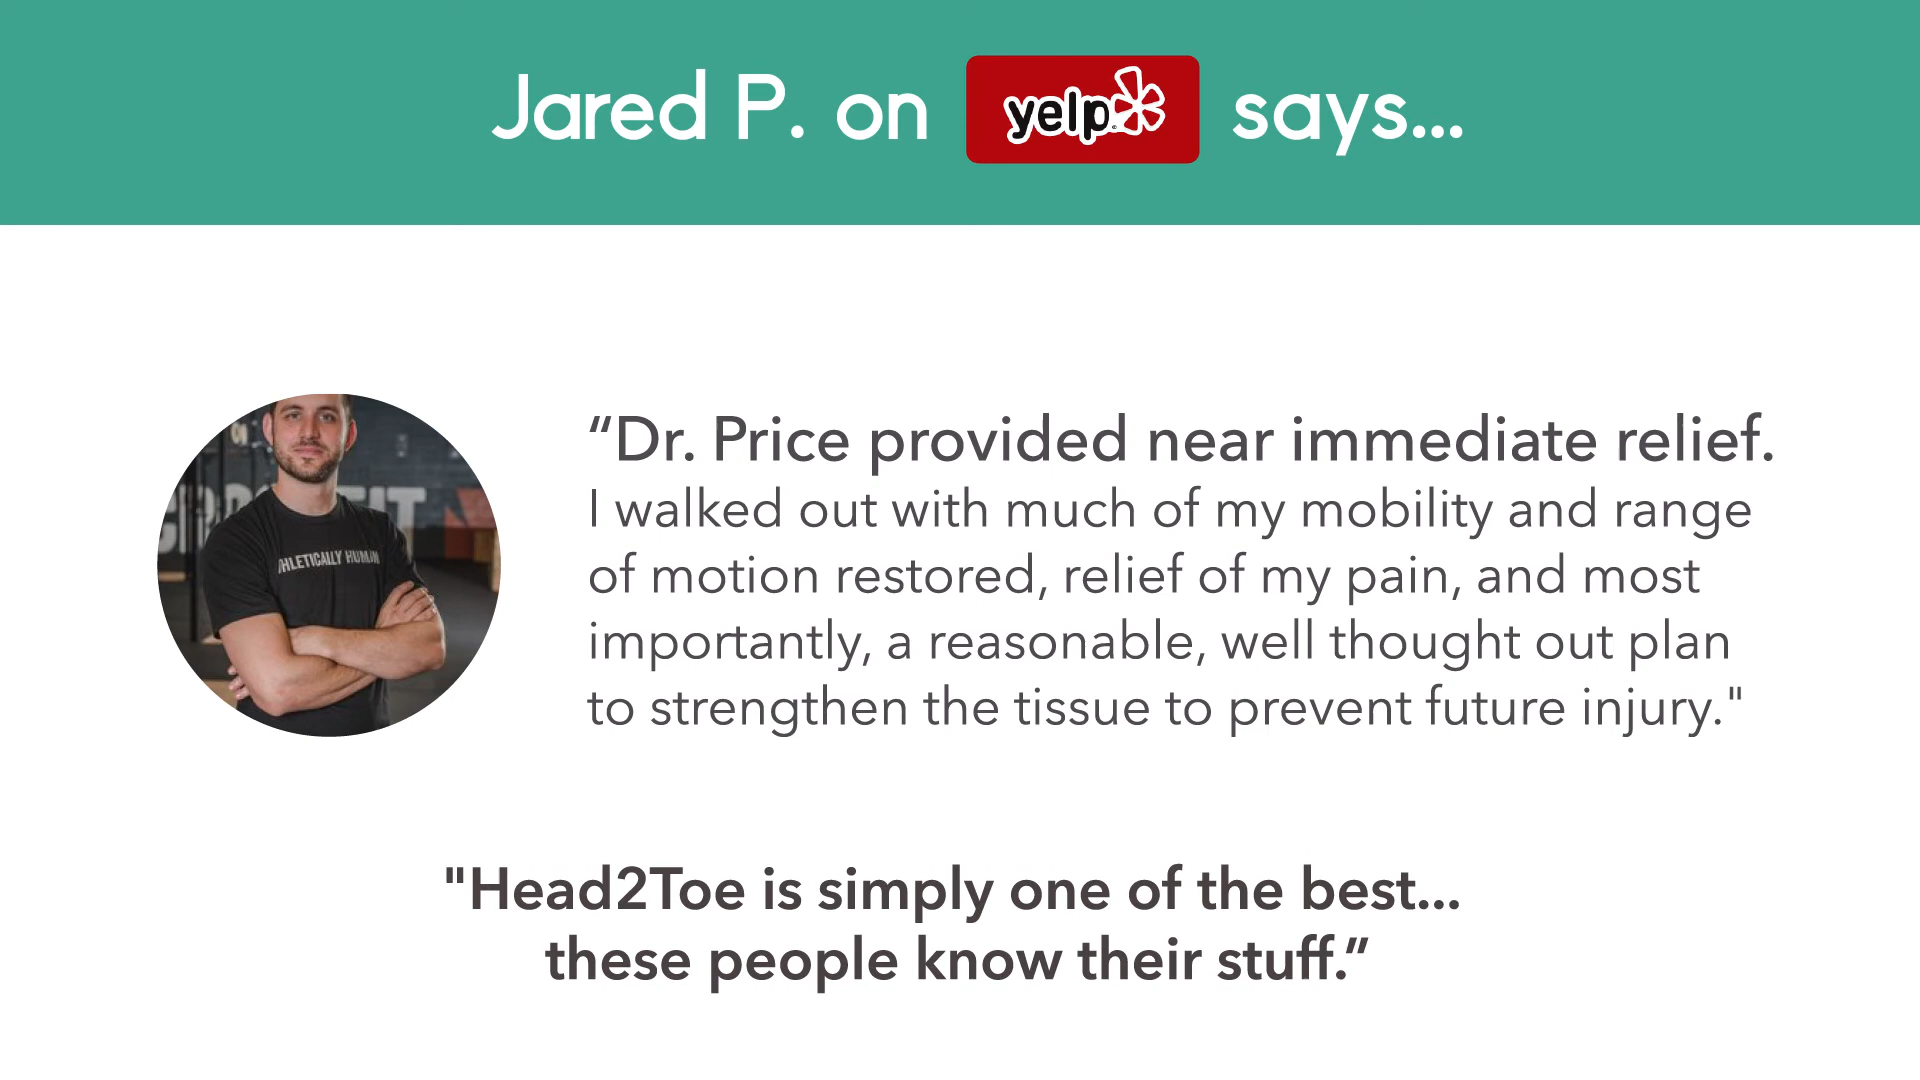 Jared P. on yelp says...
“Dr. Price provided near immediate relief.
I walked out with much of my mobility and range
of motion restored, relief of my pain, and most
importantly, a reasonable, well thought out plan
to strengthen the tissue to prevent future injury."
HLETICALLY HUMAN
"Head2Toe is simply one of the best...
these people know their stuff.”